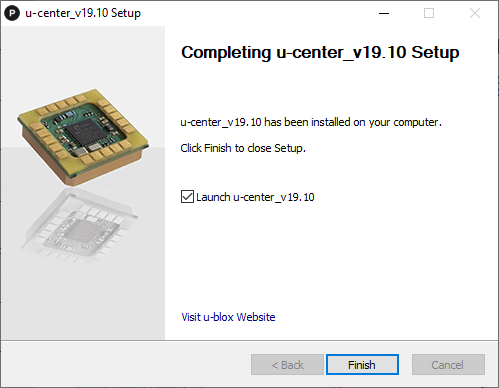 P u-center_v19.10 Setup
Completing u-center_v19.10 Setup
u-center_v19.10 has been installed on your computer.
Click Finish to close Setup.
Launch u-center_v19.10
Visit u-blox Website
< Back Finish Cancel